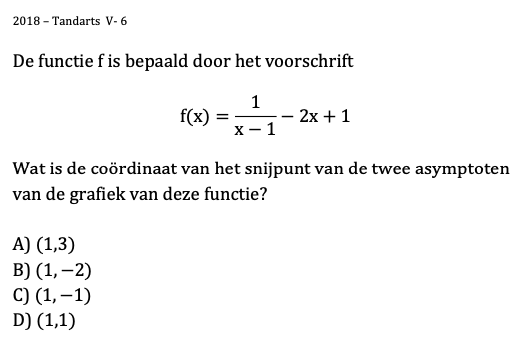 2018 – Tandarts V- 6
De functie f is bepaald door het voorschrift
f(x) = 1/(x − 1) − 2x + 1
Wat is de coördinaat van het snijpunt van de twee asymptoten
van de grafiek van deze functie?
A) (1,3)
B) (1, −2)
C) (1, −1)
D) (1,1)